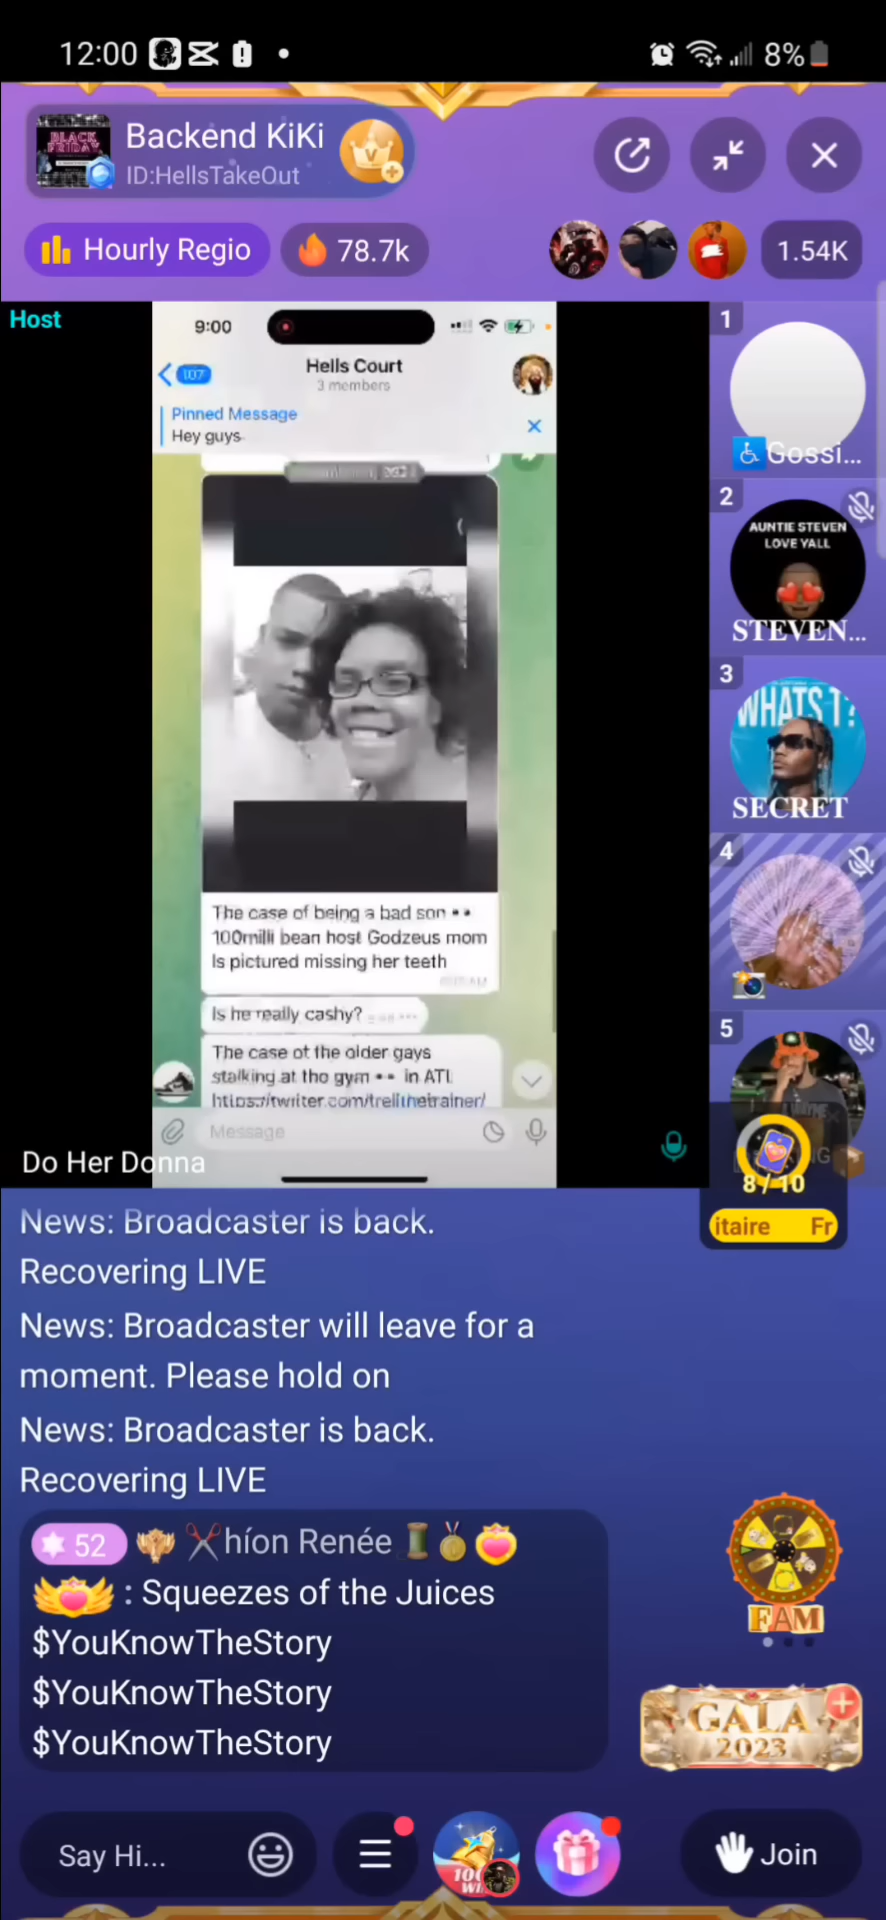 12:00
8%
Backend KiKi
ID:HellsTakeOut
Hourly Regio
78.7k
1.54K
Host
9:00
107
Hells Court
3 members
Pinned Message
Hey guys
The case of being a bad son
100milli bean host Godzeus mom
Is pictured missing her teeth
Is he really cashy?
The case of the older gays
stalking at tho gym •• in ATL
https://twitter.com/trellthetrainer/
Message
Do Her Donna
1
Gossi...
2
AUNTIE STEVEN
LOVE YALL
STEVEN...
3
WHATS T?
SECRET
4
5
8/10
itaire Fr
News: Broadcaster is back.
Recovering LIVE
News: Broadcaster will leave for a
moment. Please hold on
News: Broadcaster is back.
Recovering LIVE
52 híon Renée
: Squeezes of the Juices
$YouKnowTheStory
$YouKnowTheStory
$YouKnowTheStory
FAM
GALA
2023
Say Hi...
Join